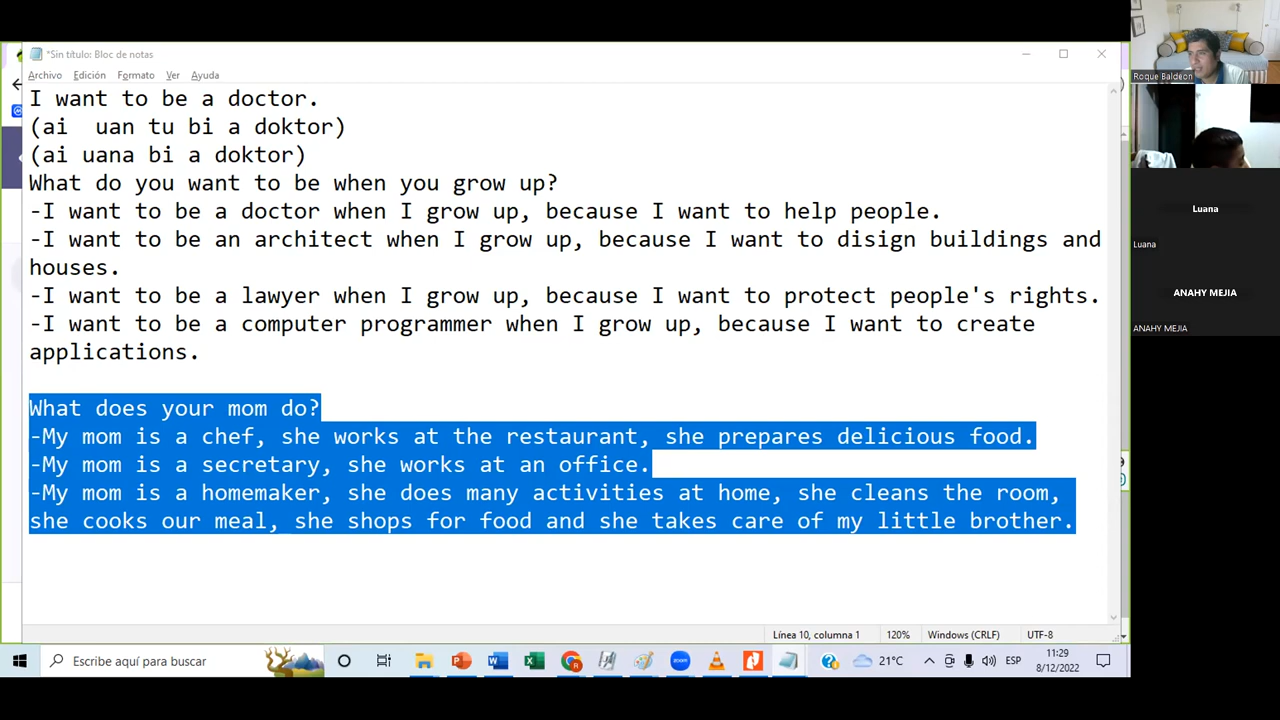 *Sin título: Bloc de notas
Archivo Edición Formato Ver Ayuda
I want to be a doctor.
(ai  uan tu bi a doktor)
(ai uana bi a doktor)
What do you want to be when you grow up?
-I want to be a doctor when I grow up, because I want to help people.
-I want to be an architect when I grow up, because I want to disign buildings and
houses.
-I want to be a lawyer when I grow up, because I want to protect people's rights.
-I want to be a computer programmer when I grow up, because I want to create
applications.
What does your mom do?
-My mom is a chef, she works at the restaurant, she prepares delicious food.
-My mom is a secretary, she works at an office.
-My mom is a homemaker, she does many activities at home, she cleans the room,
she cooks our meal, she shops for food and she takes care of my little brother.
Línea 10, columna 1 120% Windows (CRLF) UTF-8
Escribe aquí para buscar
zoom
21°C
ESP
11:29
8/12/2022
Roque Baldeon
Luana
Luana
ANAHY MEJIA
ANAHY MEJIA